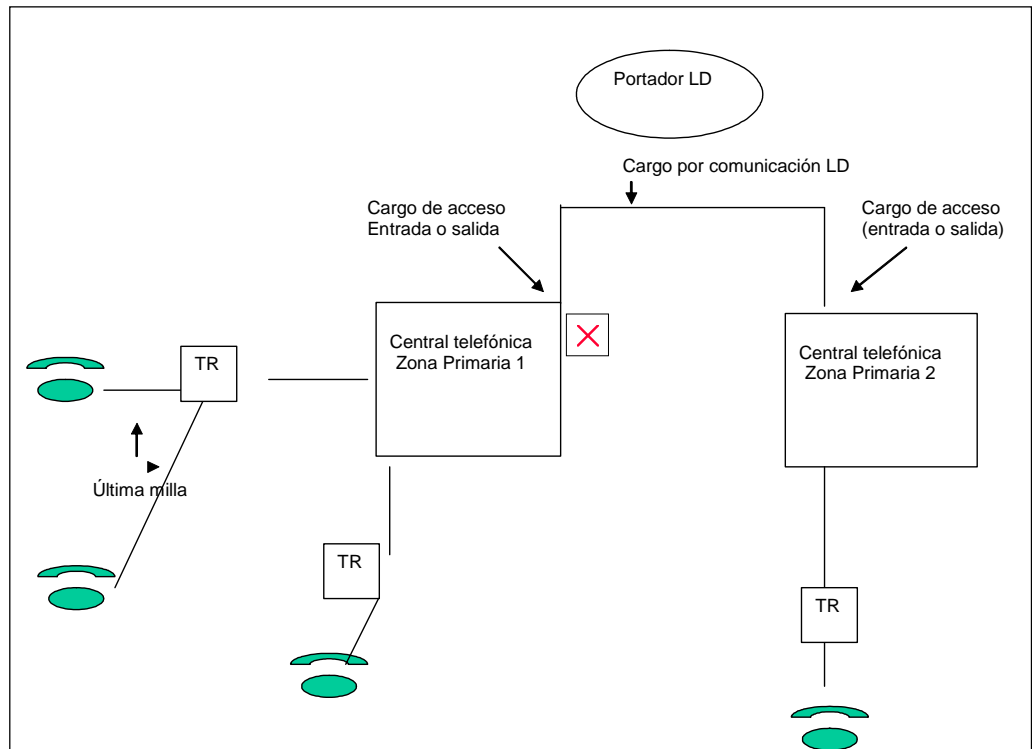 Portador LD
Cargo por comunicación LD
Cargo de acceso
Entrada o salida
Cargo de acceso
(entrada o salida)
Central telefónica
Zona Primaria 1
Central telefónica
Zona Primaria 2
TR
Última milla
TR
TR